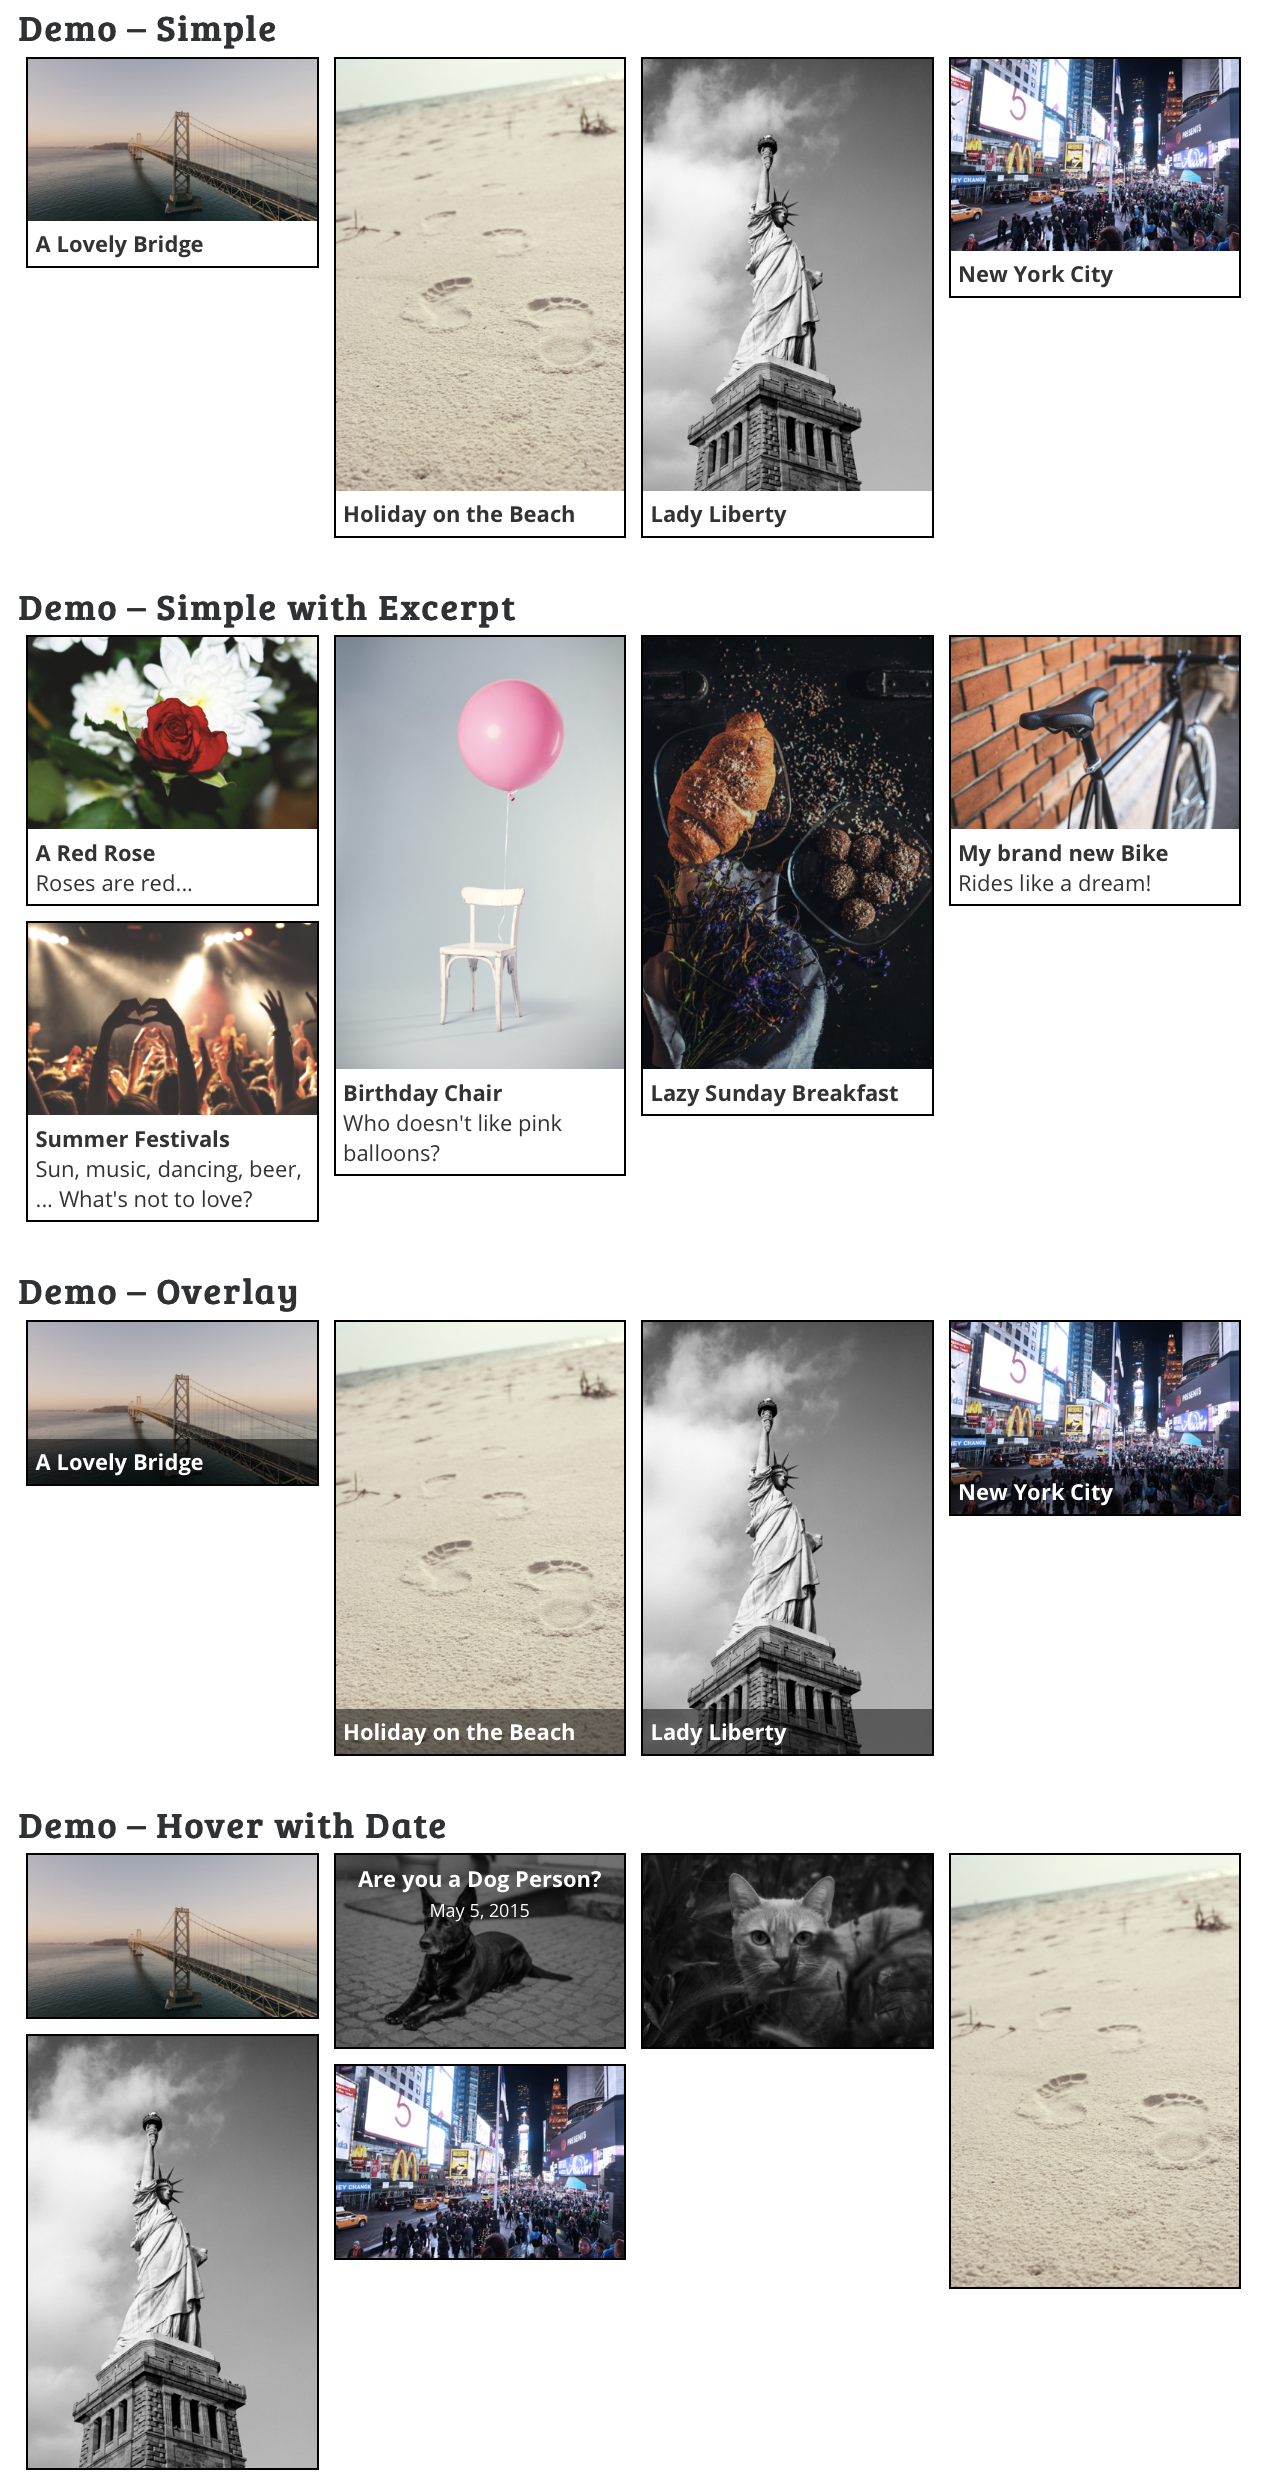 Demo – Simple
A Lovely Bridge
Holiday on the Beach
Lady Liberty
5
New York City
Demo – Simple with Excerpt
A Red Rose
Roses are red...
Birthday Chair
Who doesn't like pink
balloons?
Lazy Sunday Breakfast
My brand new Bike
Rides like a dream!
Summer Festivals
Sun, music, dancing, beer,
... What's not to love?
Demo – Overlay
A Lovely Bridge
Holiday on the Beach
Lady Liberty
5
New York City
Demo – Hover with Date
Are you a Dog Person?
May 5, 2015
5